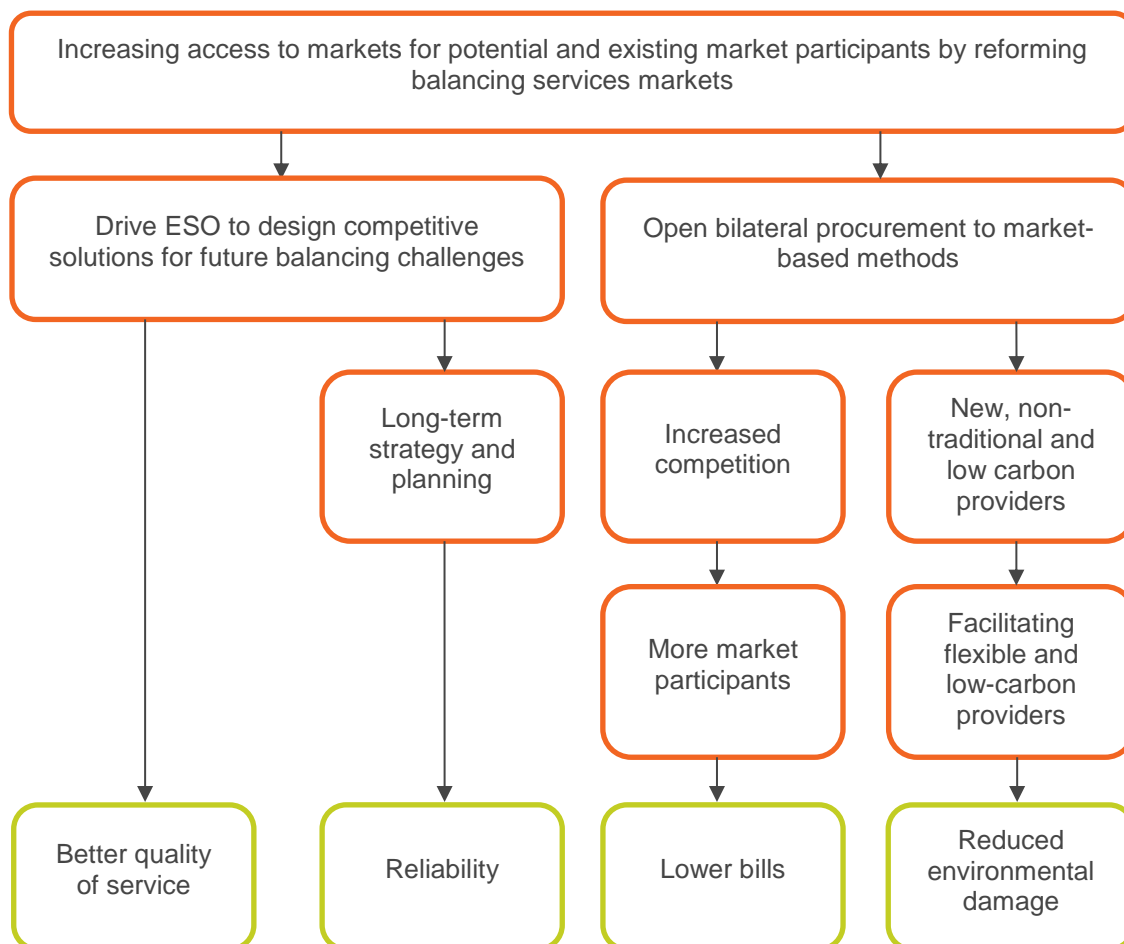 Increasing access to markets for potential and existing market participants by reforming
balancing services markets
Drive ESO to design competitive
solutions for future balancing challenges
Open bilateral procurement to market-
based methods
Long-term
strategy and
planning
Increased
competition
New, non-
traditional and
low carbon
providers
More market
participants
Facilitating
flexible and
low-carbon
providers
Better quality
of service
Reliability
Lower bills
Reduced
environmental
damage